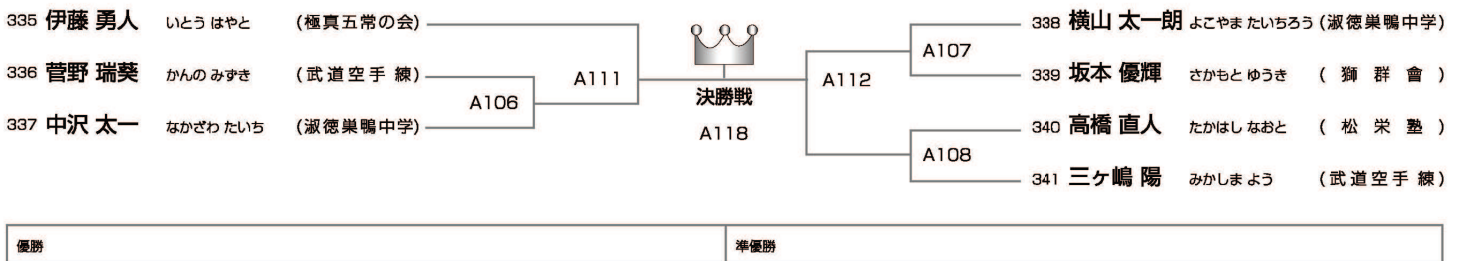 335 伊藤 勇人 いとう はやと (極真五常の会)
336 菅野 瑞葵 かんの みずき (武道空手 練)
337 中沢 太一 なかざわ たいち (淑徳巣鴨中学)
A106
A111
決勝戦
A118
A112
A107
A108
338 横山 太一朗 よこやま たいちろう (淑徳巣鴨中学)
339 坂本 優輝 さかもと ゆうき (獅群會)
340 高橋 直人 たかはし なおと (松栄塾)
341 三ヶ嶋 陽 みかしま よう (武道空手 練)
優勝
準優勝